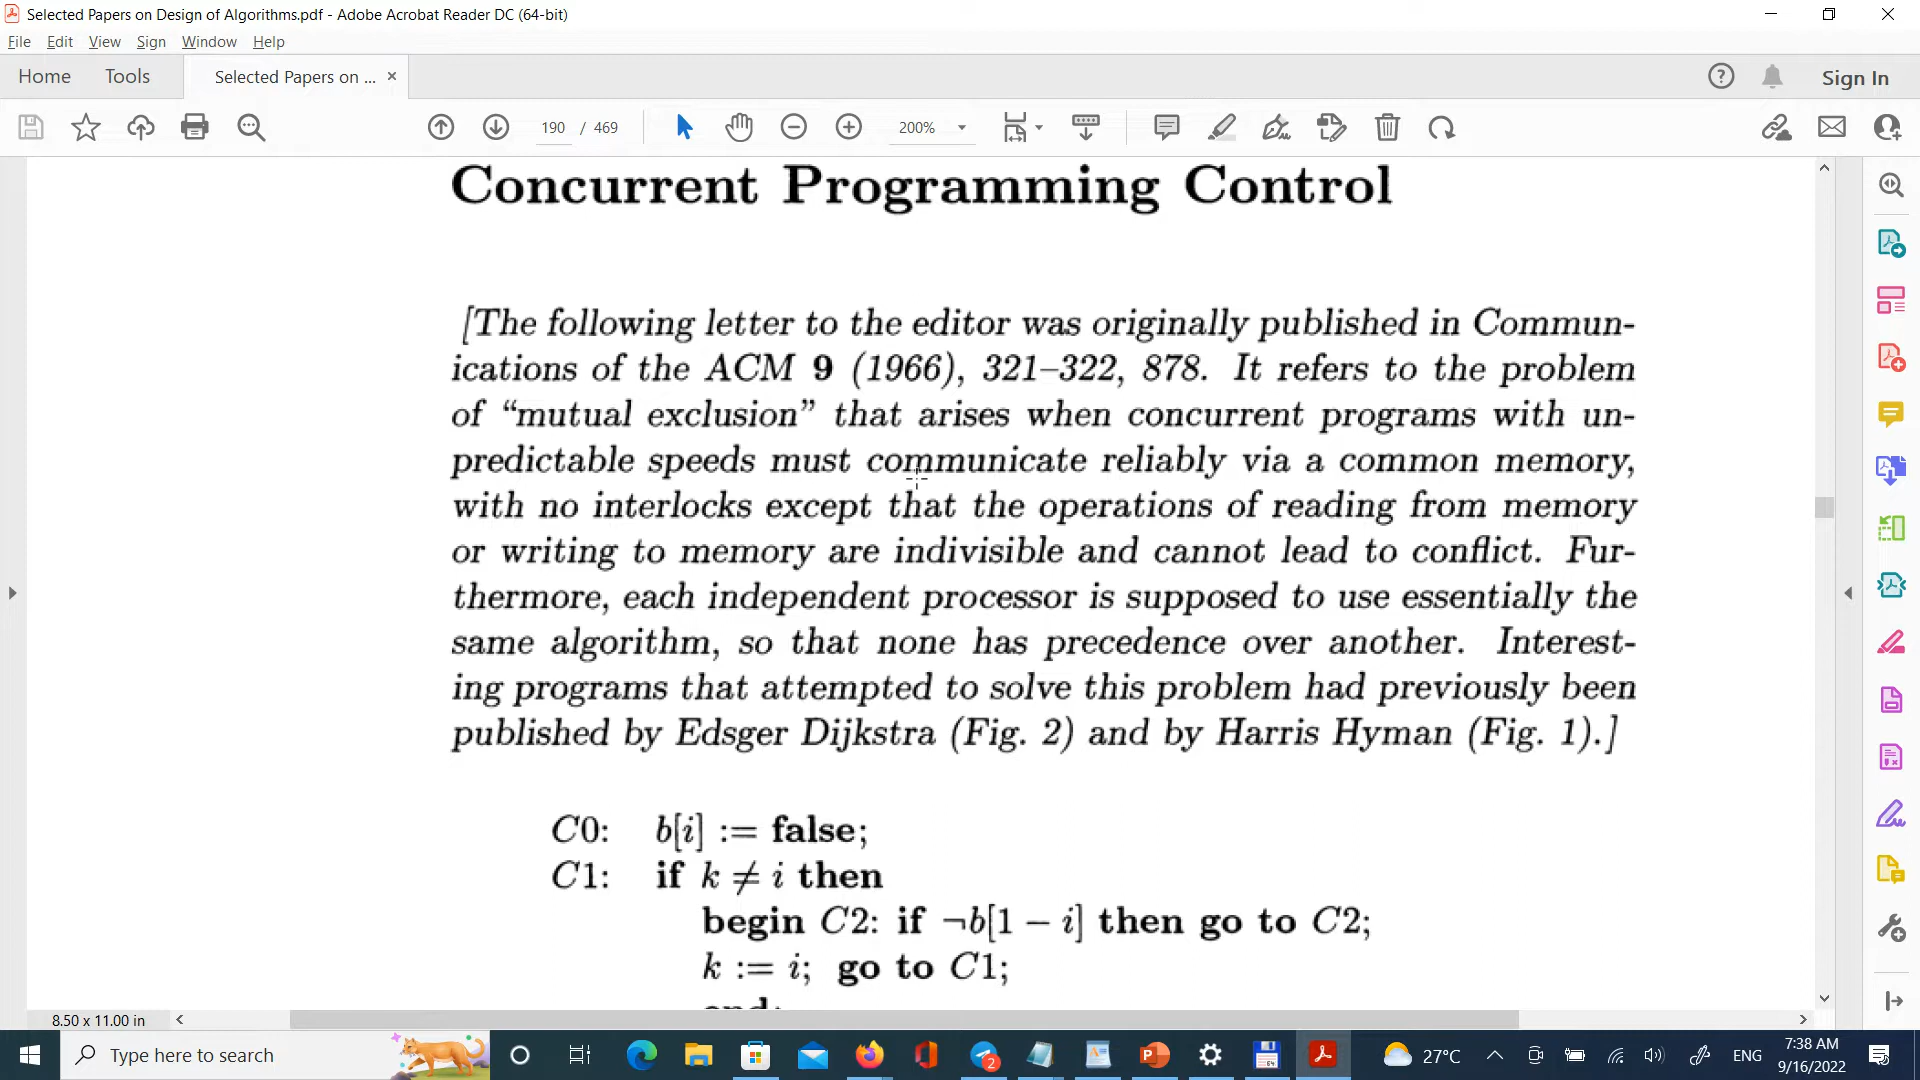 Selected Papers on Design of Algorithms.pdf - Adobe Acrobat Reader DC (64-bit)
File Edit View Sign Window Help
Home Tools Selected Papers on ... × Sign In
190 / 469 200%
Concurrent Programming Control
[The following letter to the editor was originally published in Commun-
ications of the ACM 9 (1966), 321–322, 878. It refers to the problem
of “mutual exclusion” that arises when concurrent programs with un-
predictable speeds must communicate reliably via a common memory,
with no interlocks except that the operations of reading from memory
or writing to memory are indivisible and cannot lead to conflict. Fur-
thermore, each independent processor is supposed to use essentially the
same algorithm, so that none has precedence over another. Interest-
ing programs that attempted to solve this problem had previously been
published by Edsger Dijkstra (Fig. 2) and by Harris Hyman (Fig. 1).]
C0: b[i] := false;
C1: if k ≠ i then
begin C2: if ¬b[1 − i] then go to C2;
k := i; go to C1;
end;
8.50 x 11.00 in
Type here to search
2
64
27°C
ENG
7:38 AM
9/16/2022